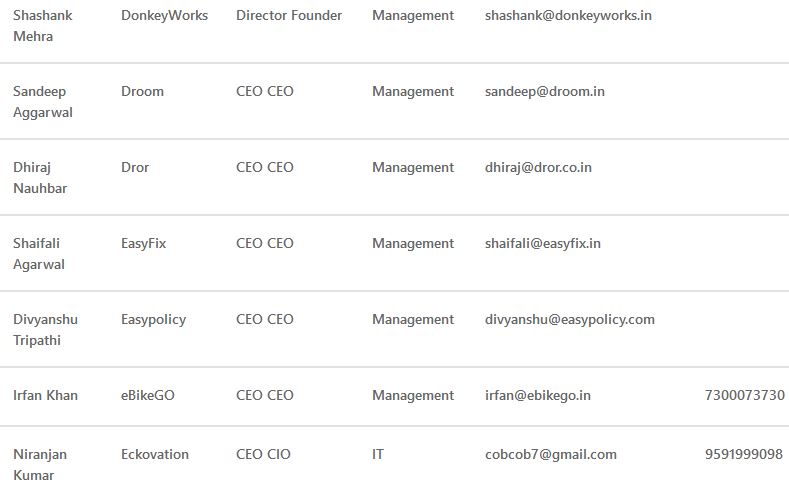 Shashank DonkeyWorks Director Founder Management shashank@donkeyworks.in
Mehra
Sandeep Droom CEO CEO Management sandeep@droom.in
Aggarwal
Dhiraj Dror CEO CEO Management dhiraj@dror.co.in
Nauhbar
Shaifali EasyFix CEO CEO Management shaifali@easyfix.in
Agarwal
Divyanshu Easypolicy CEO CEO Management divyanshu@easypolicy.com
Tripathi
Irfan Khan eBikeGO CEO CEO Management irfan@ebikego.in 7300073730
Niranjan Eckovation CEO CIO IT cobcob7@gmail.com 9591999098
Kumar